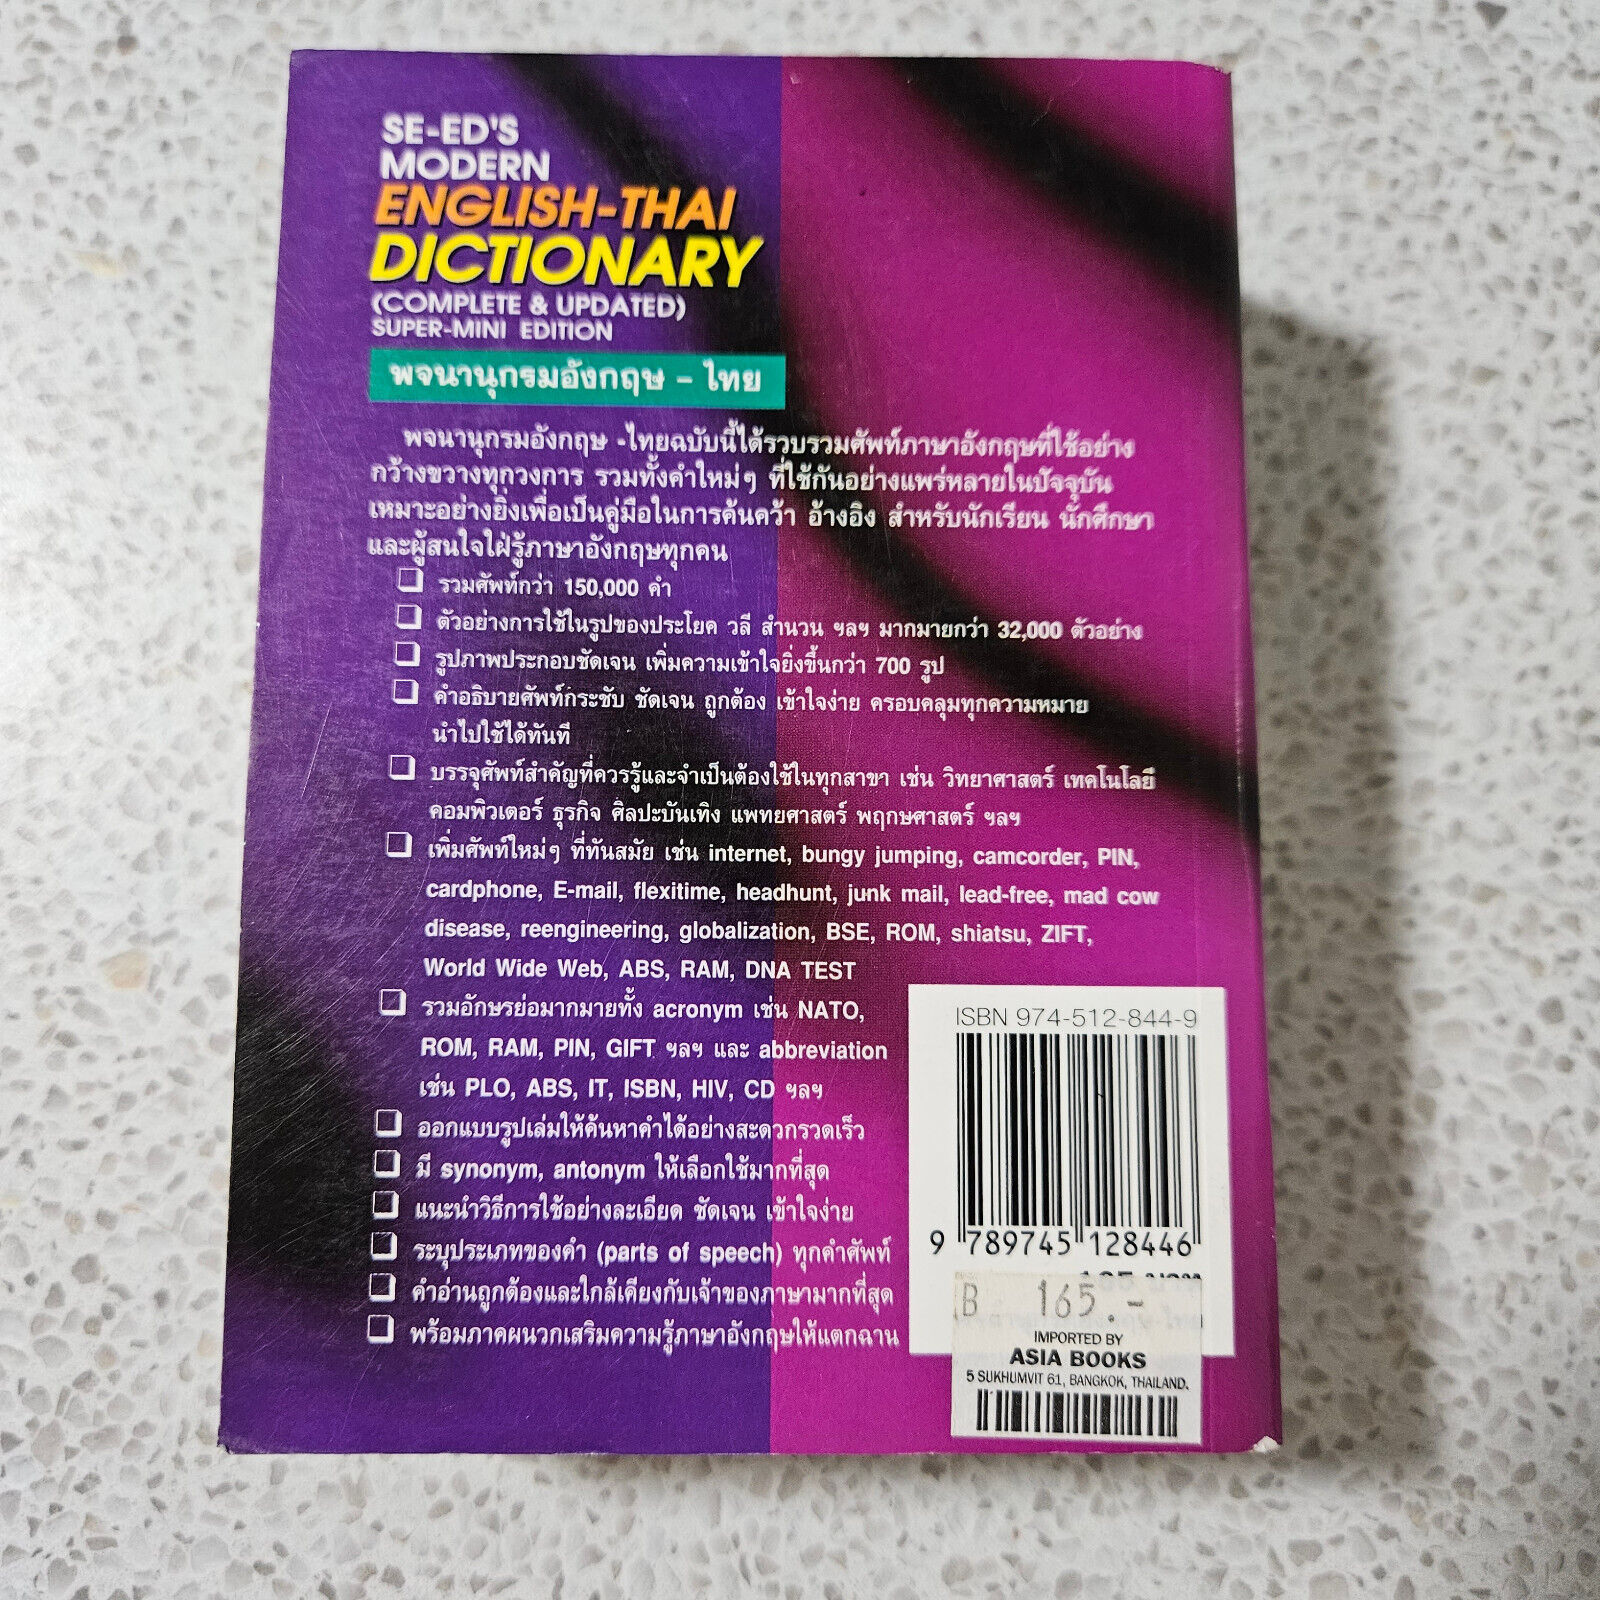 SE-ED'S
MODERN
ENGLISH-THAI
DICTIONARY
(COMPLETE & UPDATED)
SUPER-MINI EDITION
พจนานุกรมอังกฤษ - ไทย
พจนานุกรมอังกฤษ -ไทยฉบับนี้ได้รวบรวมศัพท์ภาษาอังกฤษที่ใช้อย่าง
กว้างขวางทุกวงการ รวมทั้งคำใหม่ๆ ที่ใช้กันอย่างแพร่หลายในปัจจุบัน
เหมาะอย่างยิ่งเพื่อเป็นคู่มือในการค้นคว้า อ้างอิง สำหรับนักเรียน นักศึกษา
และผู้สนใจใฝ่รู้ภาษาอังกฤษทุกคน
❏ รวมศัพท์กว่า 150,000 คำ
❏ ตัวอย่างการใช้ในรูปของประโยค วลี สำนวน ฯลฯ มากมายกว่า 32,000 ตัวอย่าง
❏ รูปภาพประกอบชัดเจน เพิ่มความเข้าใจยิ่งขึ้นกว่า 700 รูป
❏ คำอธิบายศัพท์กระชับ ชัดเจน ถูกต้อง เข้าใจง่าย ครอบคลุมทุกความหมาย
นำไปใช้ได้ทันที
❏ บรรจุศัพท์สำคัญที่ควรรู้และจำเป็นต้องใช้ในทุกสาขา เช่น วิทยาศาสตร์ เทคโนโลยี
คอมพิวเตอร์ ธุรกิจ ศิลปะบันเทิง แพทยศาสตร์ พฤกษศาสตร์ ฯลฯ
❏ เพิ่มศัพท์ใหม่ๆ ที่ทันสมัย เช่น internet, bungy jumping, camcorder, PIN,
cardphone, E-mail, flexitime, headhunt, junk mail, lead-free, mad cow
disease, reengineering, globalization, BSE, ROM, shiatsu, ZIFT,
World Wide Web, ABS, RAM, DNA TEST
❏ รวมอักษรย่อมากมายทั้ง acronym เช่น NATO,
ROM, RAM, PIN, GIFT ฯลฯ และ abbreviation
เช่น PLO, ABS, IT, ISBN, HIV, CD ฯลฯ
❏ ออกแบบรูปเล่มให้ค้นหาคำได้อย่างสะดวกรวดเร็ว
❏ มี synonym, antonym ให้เลือกใช้มากที่สุด
❏ แนะนำวิธีการใช้อย่างละเอียด ชัดเจน เข้าใจง่าย
❏ ระบุประเภทของคำ (parts of speech) ทุกคำศัพท์
❏ คำอ่านถูกต้องและใกล้เคียงกับเจ้าของภาษามากที่สุด
❏ พร้อมภาคผนวกเสริมความรู้ภาษาอังกฤษให้แตกฉาน
ISBN 974-512-844-9
9 789745 128446
B 165.-
IMPORTED BY
ASIA BOOKS
5 SUKHUMVIT 61, BANGKOK, THAILAND.